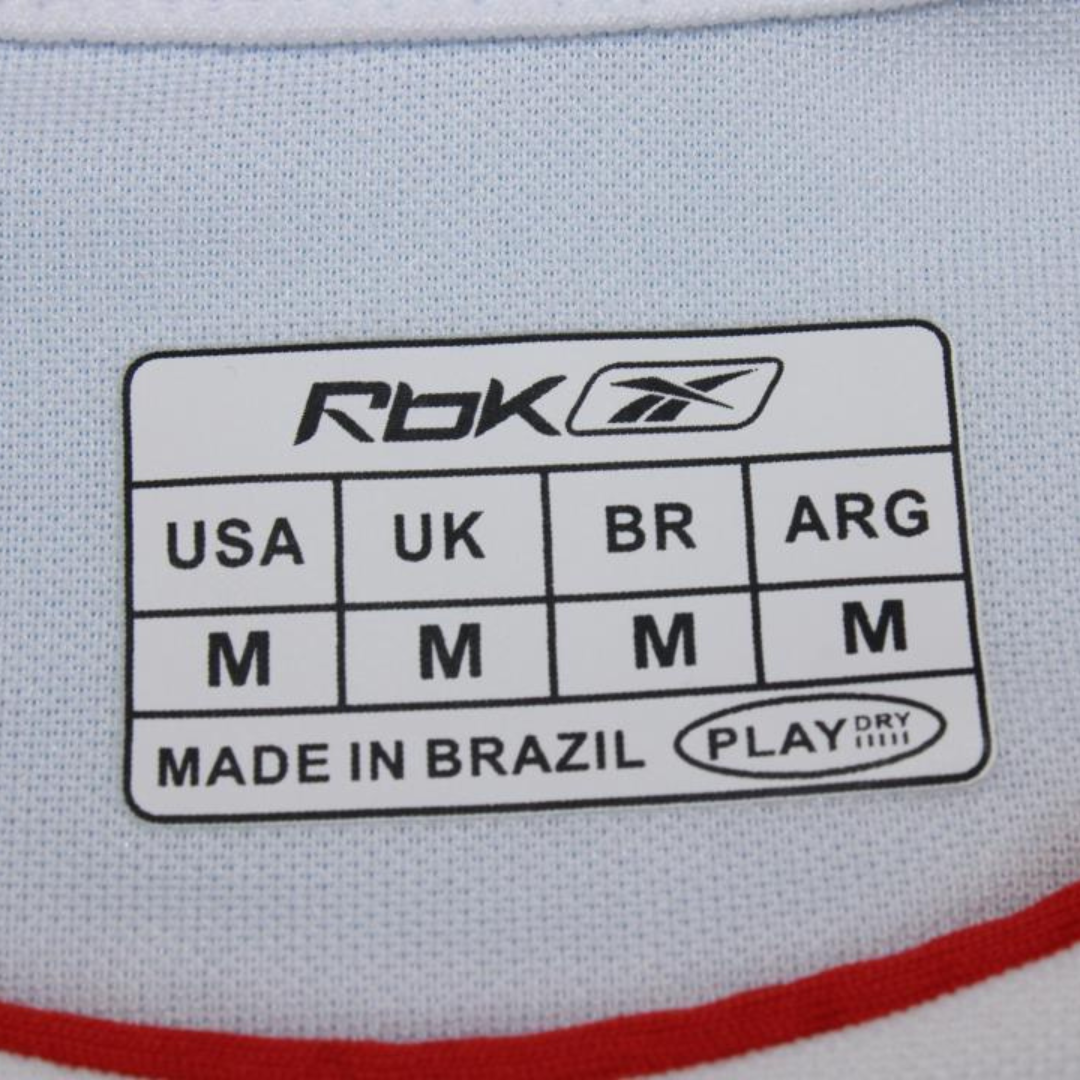 Rbk
USA UK BR ARG
M M M M
MADE IN BRAZIL PLAY DRY